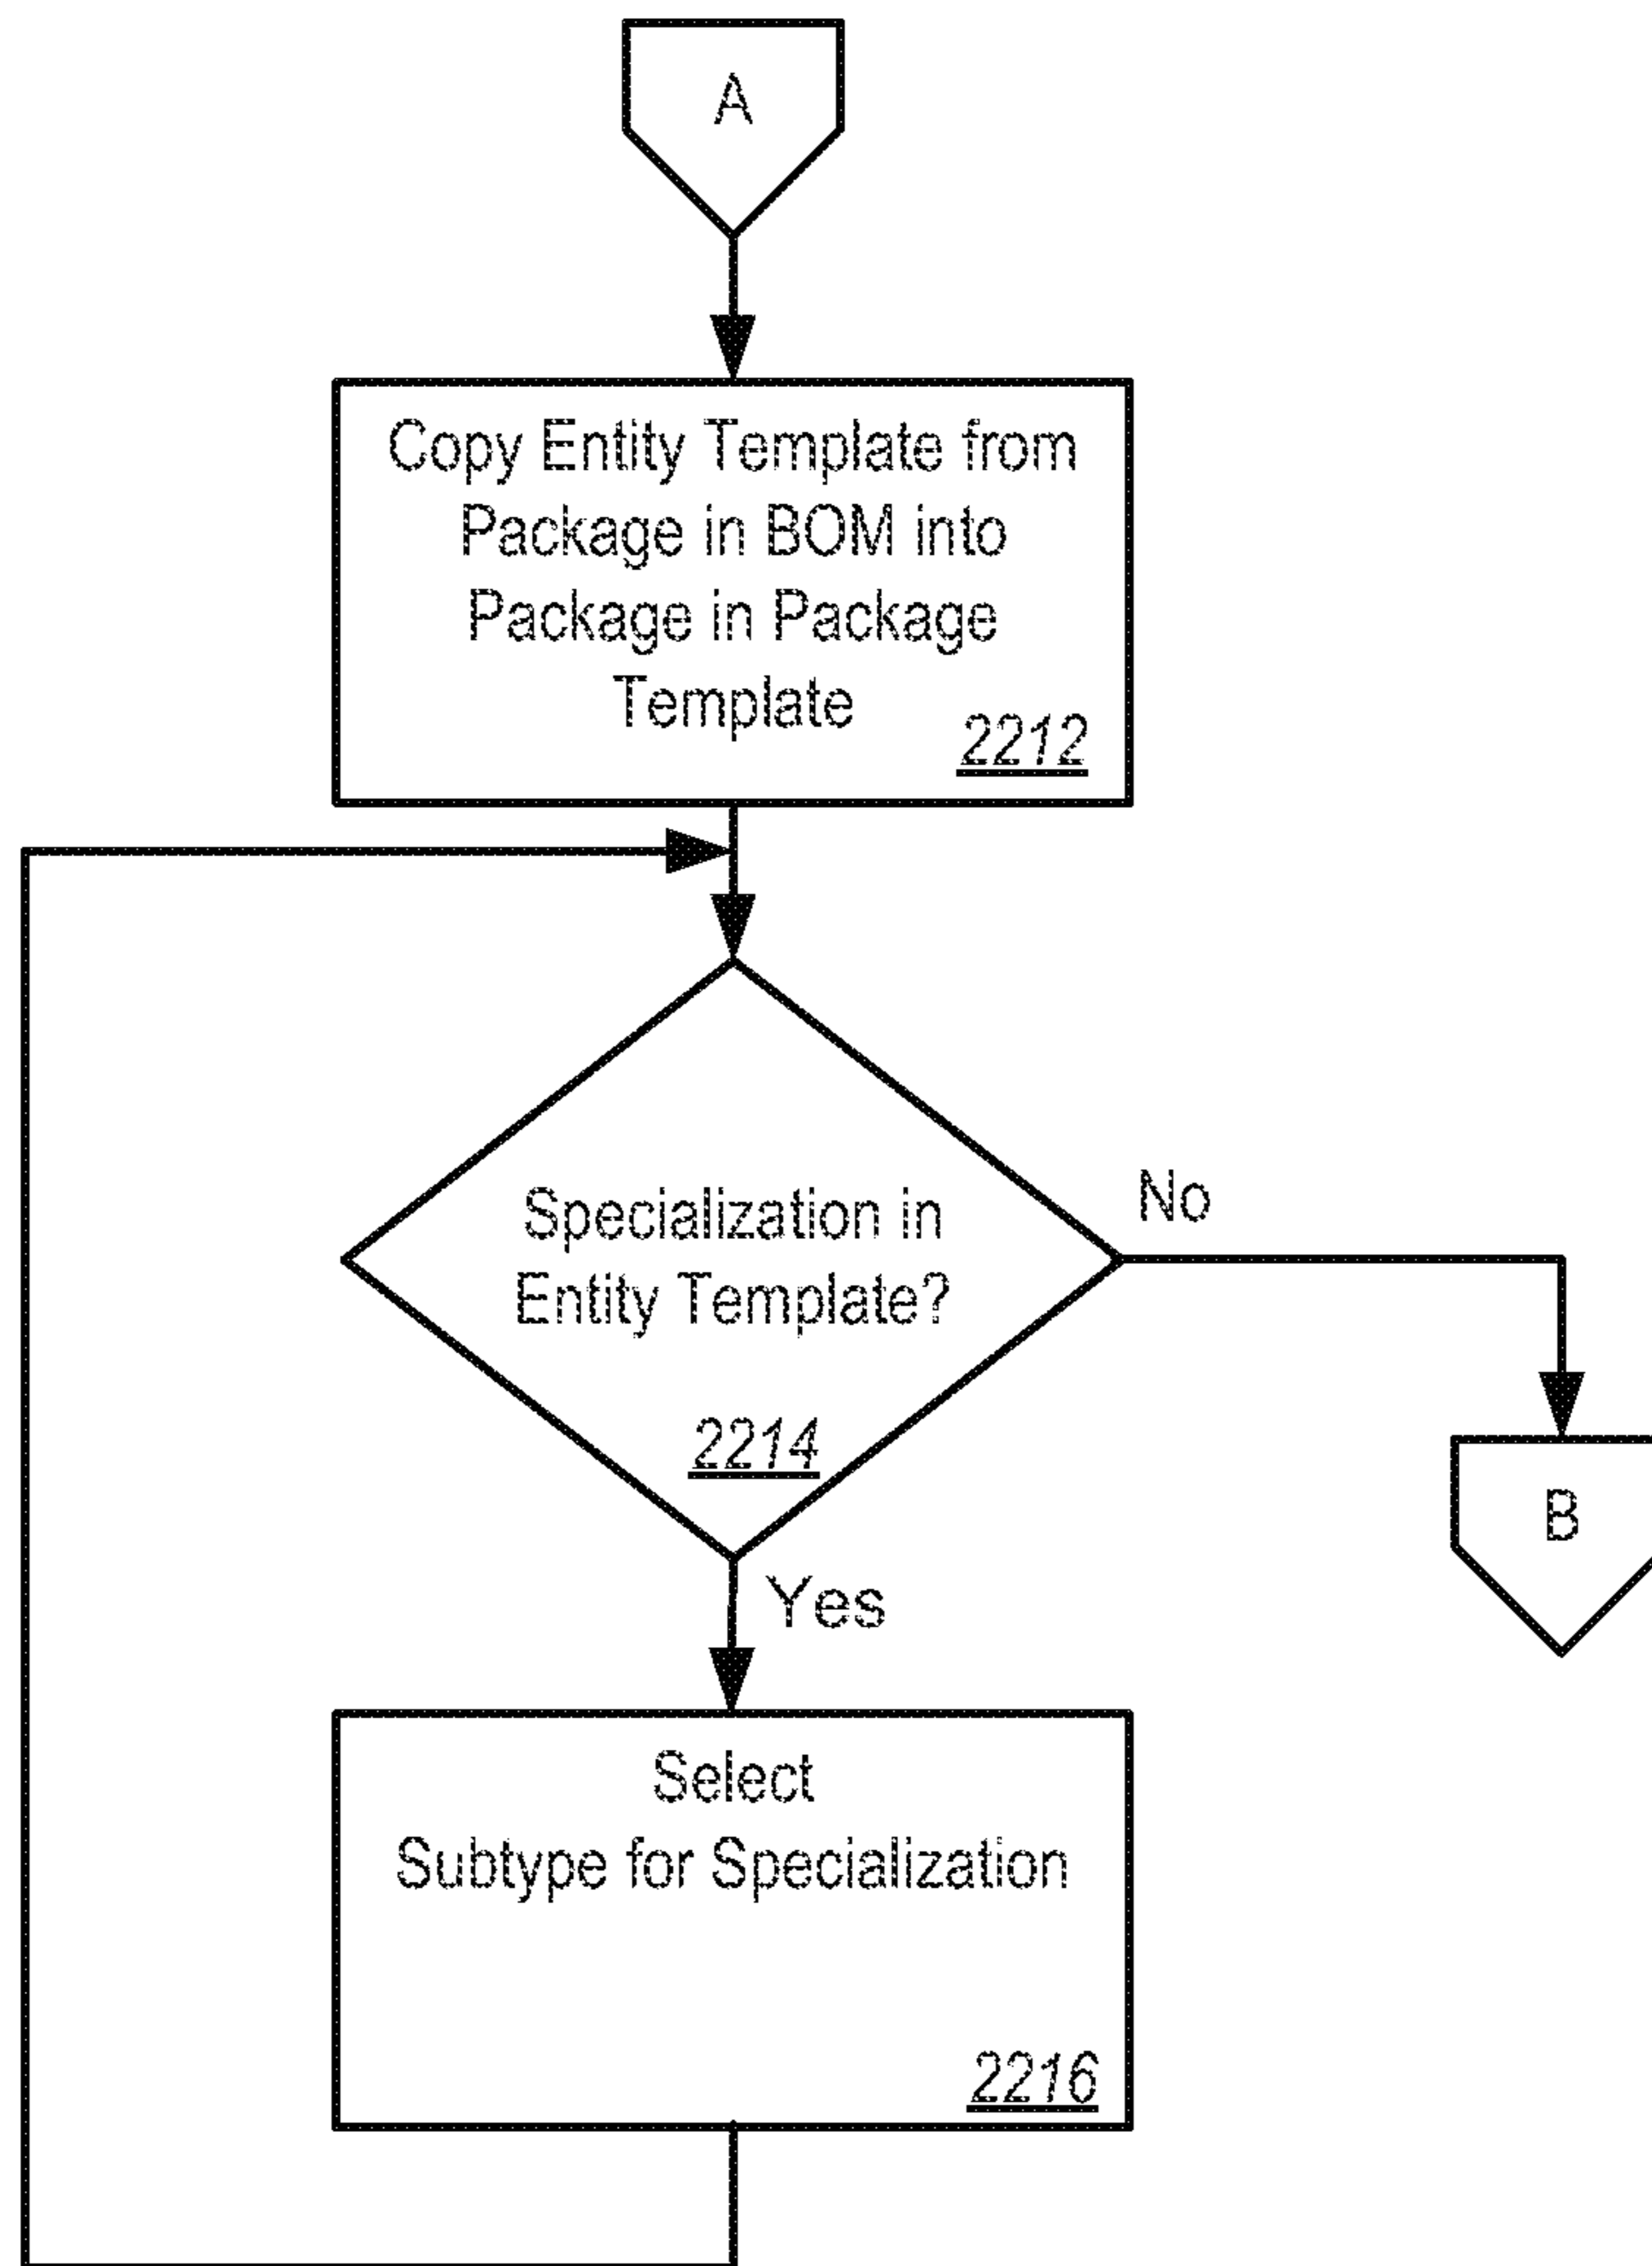 A
Copy Entity Template from
Package in BOM into
Package in Package
Template
2212
Specialization in
Entity Template?
2214
No
B
Yes
Select
Subtype for Specialization
2216